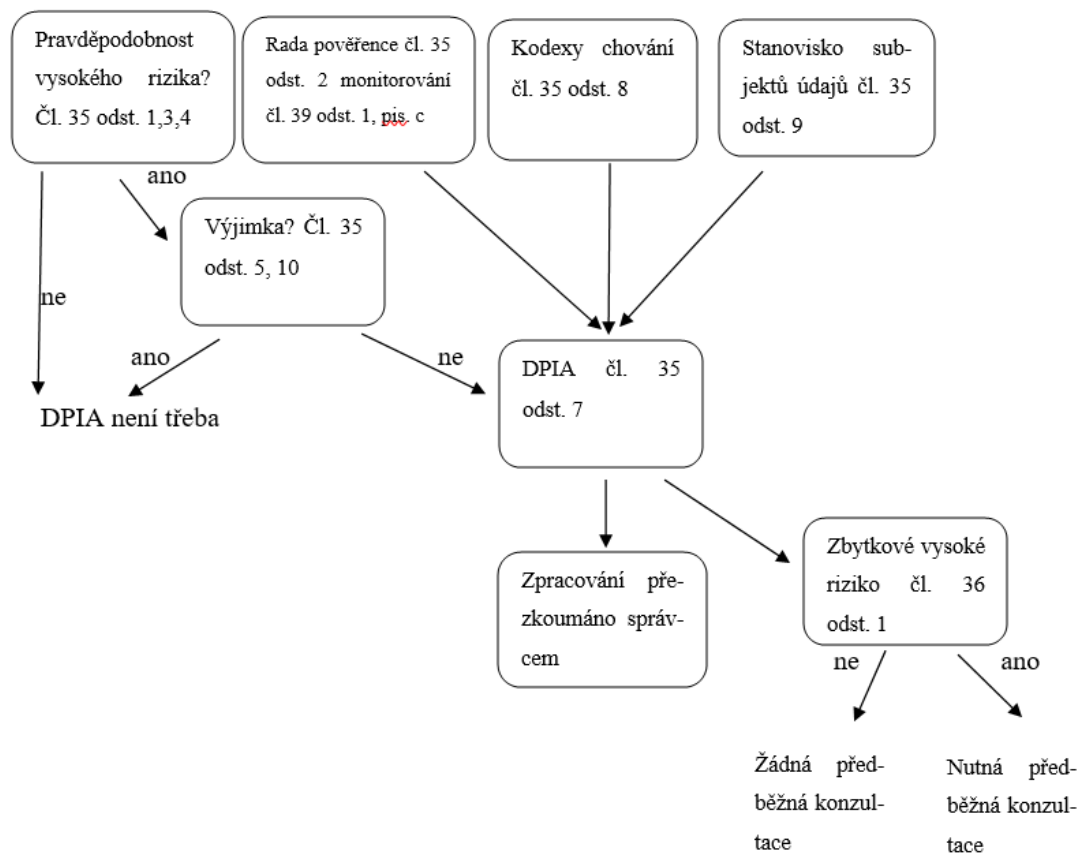 Pravděpodobnost
vysokého rizika?
Čl. 35 odst. 1,3,4
Rada pověřence čl. 35
odst. 2 monitorování
čl. 39 odst. 1, pis. c
Kodexy chování
čl. 35 odst. 8
Stanovisko sub-
jektů údajů čl. 35
odst. 9
ano
Výjimka? Čl. 35
odst. 5, 10
ne
ano
ne
DPIA není třeba
DPIA čl. 35
odst. 7
Zpracování pře-
zkoumáno správ-
cem
Zbytkové vysoké
riziko čl. 36
odst. 1
ne
ano
Žádná před-
běžná konzul-
tace
Nutná před-
běžná konzul-
tace